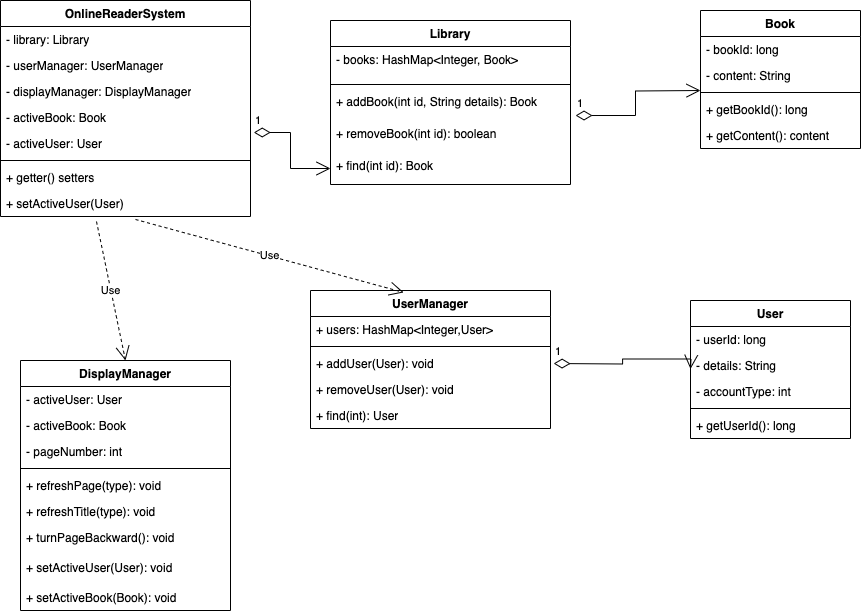 OnlineReaderSystem
- library: Library
- userManager: UserManager
- displayManager: DisplayManager
- activeBook: Book
- activeUser: User
+ getter() setters
+ setActiveUser(User)
1
Library
- books: HashMap<Integer, Book>
+ addBook(int id, String details): Book
+ removeBook(int id): boolean
+ find(int id): Book
1
Book
- bookId: long
- content: String
+ getBookId(): long
+ getContent(): content
Use
Use
UserManager
+ users: HashMap<Integer,User>
+ addUser(User): void
+ removeUser(User): void
+ find(int): User
1
User
- userId: long
- details: String
- accountType: int
+ getUserId(): long
DisplayManager
- activeUser: User
- activeBook: Book
- pageNumber: int
+ refreshPage(type): void
+ refreshTitle(type): void
+ turnPageBackward(): void
+ setActiveUser(User): void
+ setActiveBook(Book): void